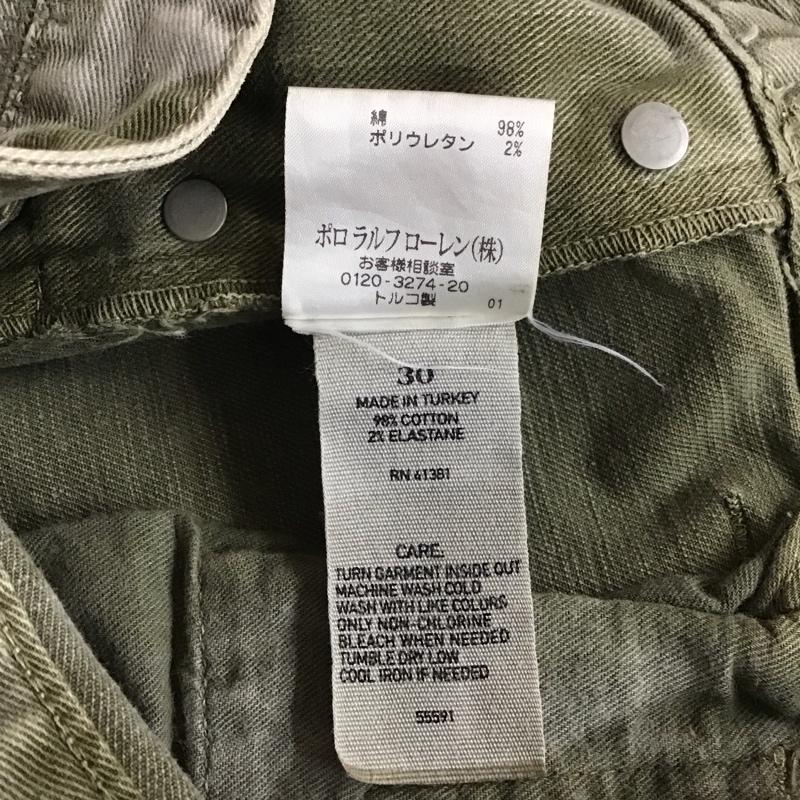 綿 98%
ポリウレタン 2%
ポロ ラルフ ローレン(株)
お客様相談室
0120-3274-20
トルコ製 01
30
MADE IN TURKEY
98% COTTON
2% ELASTANE
RN 41381
CARE.
TURN GARMENT INSIDE OUT
MACHINE WASH COLD
WASH WITH LIKE COLORS
ONLY NON-CHLORINE
BLEACH WHEN NEEDED
TUMBLE DRY LOW
COOL IRON IF NEEDED
55591